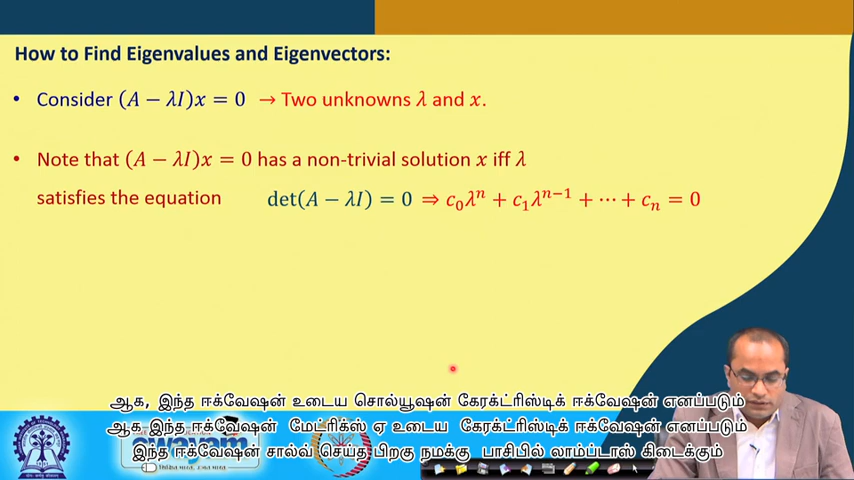 How to Find Eigenvalues and Eigenvectors:
• Consider (A − λI)x = 0 → Two unknowns λ and x.
• Note that (A − λI)x = 0 has a non-trivial solution x iff λ
satisfies the equation det(A − λI) = 0 ⇒ c₀λⁿ + c₁λⁿ⁻¹ + ⋯ + cₙ = 0
ஆக, இந்த ஈக்வேஷன் உடைய சொல்யூஷன் கேரக்ட்ரிஸ்டிக் ஈக்வேஷன் எனப்படும்
ஆக இந்த ஈக்வேஷன் மேட்ரிக்ஸ் ஏ உடைய கேரக்ட்ரிஸ்டிக் ஈக்வேஷன் எனப்படும்
இந்த ஈக்வேஷன் சால்வ் செய்த பிறகு நமக்கு பாசிபில் லாம்ப்டாஸ் கிடைக்கும்
swayam